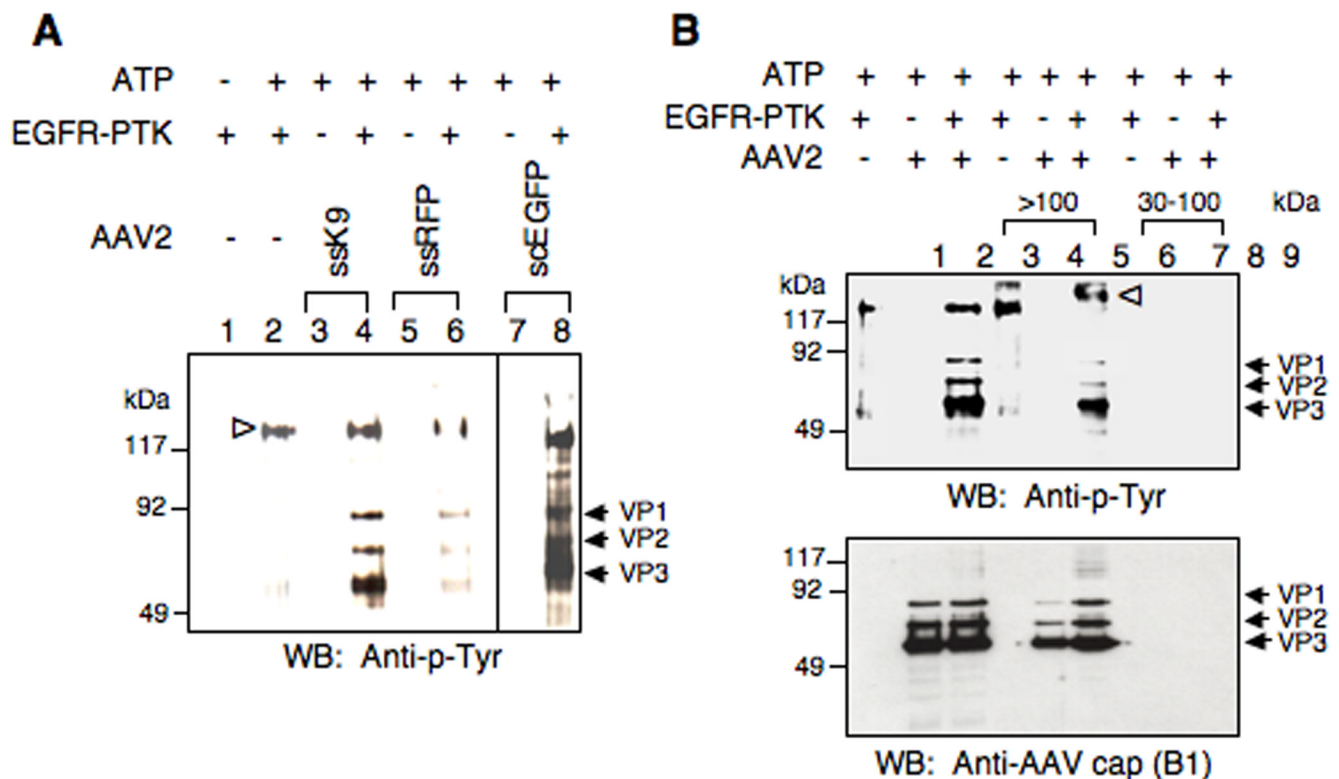 A
ATP - + + + + + + +
EGFR-PTK + + - + - + - +
AAV2 - - ssK9 ssRFP scEGFP
1 2 3 4 5 6 7 8
kDa
117
92
49
VP1
VP2
VP3
WB: Anti-p-Tyr
B
ATP + + + + + + + + +
EGFR-PTK + - + + - + + - +
AAV2 - + + - + + - + +
>100 30-100 kDa
1 2 3 4 5 6 7 8 9
kDa
117
92
49
VP1
VP2
VP3
WB: Anti-p-Tyr
117
92
49
VP1
VP2
VP3
WB: Anti-AAV cap (B1)